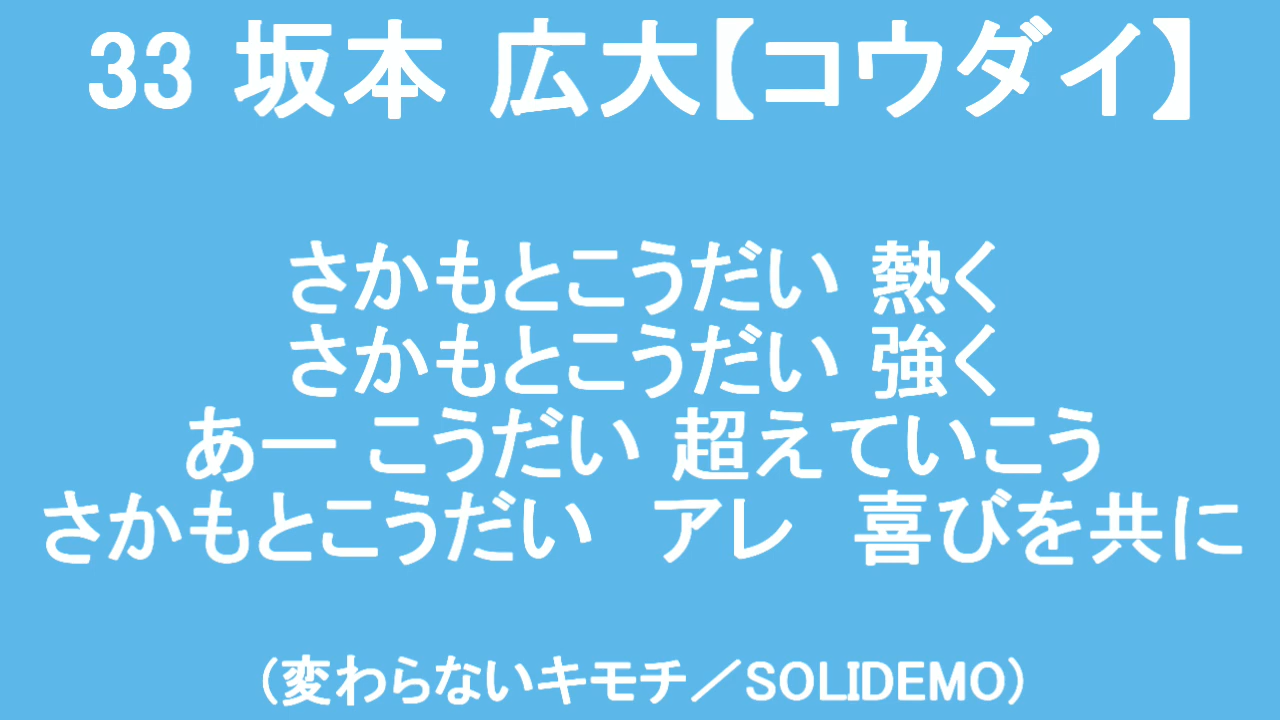 33 坂本 広大【コウダイ】
さかもとこうだい 熱く
さかもとこうだい 強く
あー こうだい 超えていこう
さかもとこうだい　アレ　喜びを共に
（変わらないキモチ／SOLIDEMO）